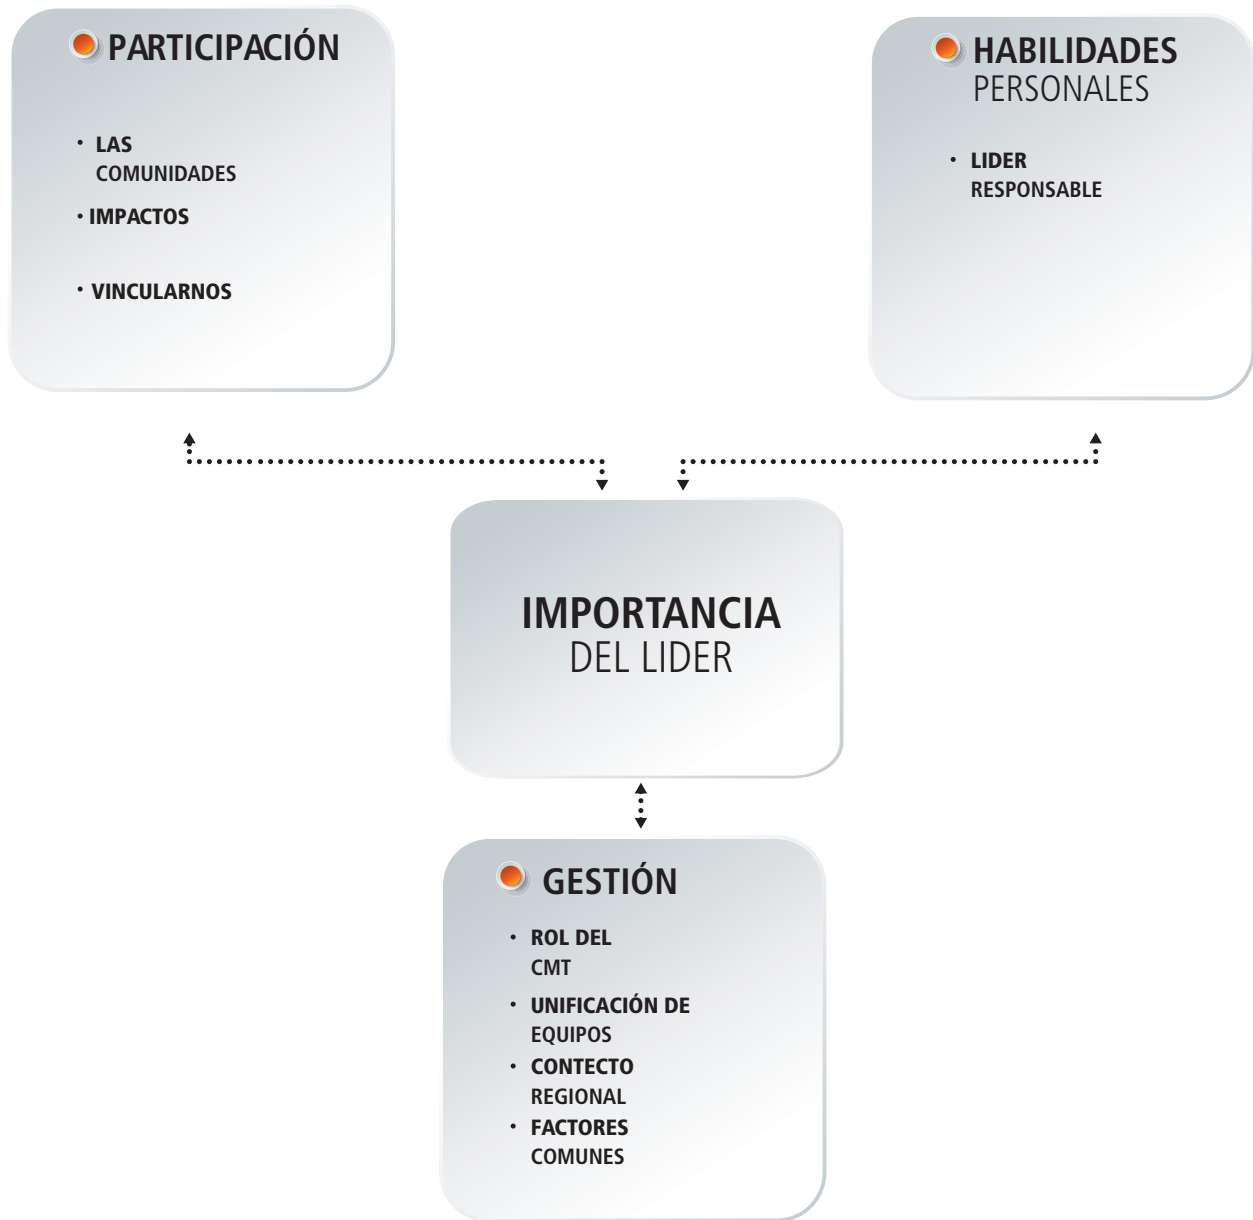 PARTICIPACIÓN
· LAS
COMUNIDADES
· IMPACTOS
· VINCULARNOS
HABILIDADES
PERSONALES
· LIDER
RESPONSABLE
IMPORTANCIA
DEL LIDER
GESTIÓN
· ROL DEL
CMT
· UNIFICACIÓN DE
EQUIPOS
· CONTECTO
REGIONAL
· FACTORES
COMUNES